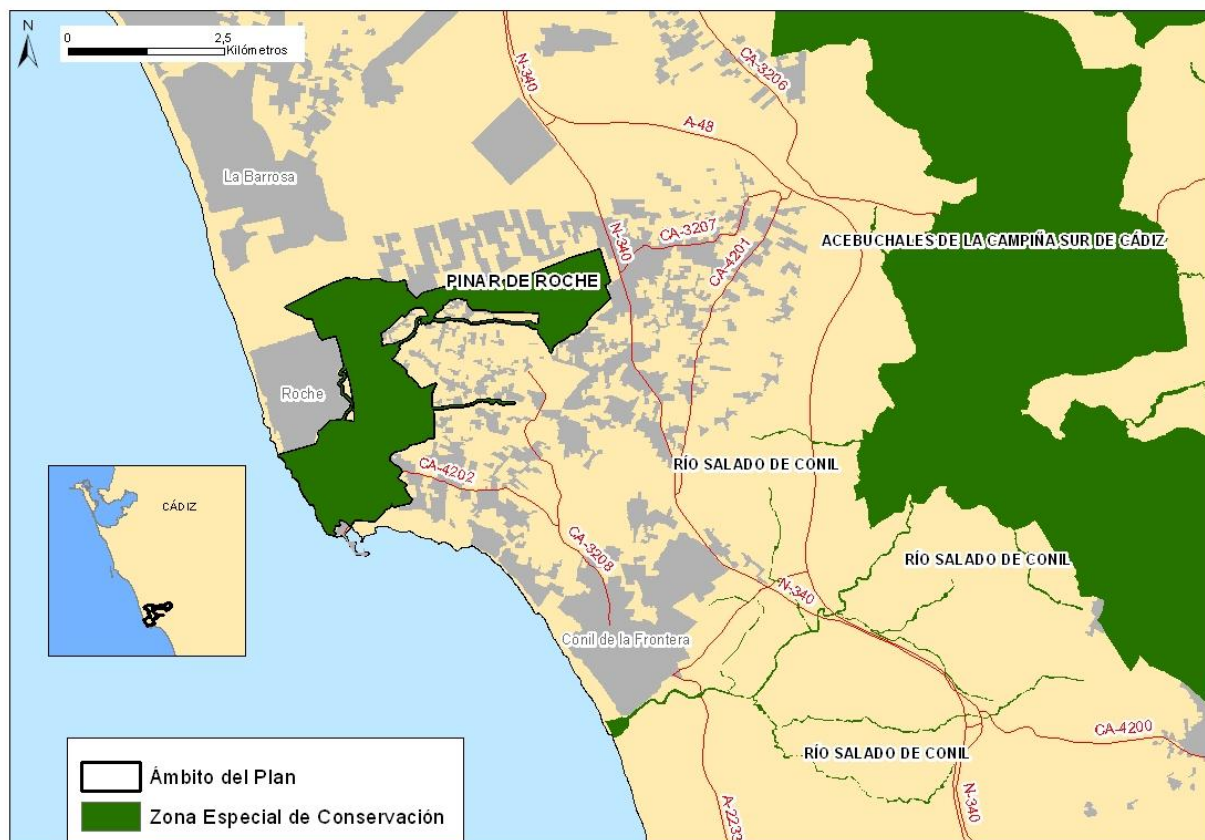 N
0 2,5
Kilómetros
N-340
CA-3206
A-48
La Barrosa
CA-3207
N-340
CA-4201
ACEBUCHALES DE LA CAMPIÑA SUR DE CÁDIZ
PINAR DE ROCHE
Roche
CA-4202
RÍO SALADO DE CONIL
CÁDIZ
CA-3208
RÍO SALADO DE CONIL
N-340
Conil de la Frontera
CA-4200
RÍO SALADO DE CONIL
A-2233
N-340
Ámbito del Plan
Zona Especial de Conservación